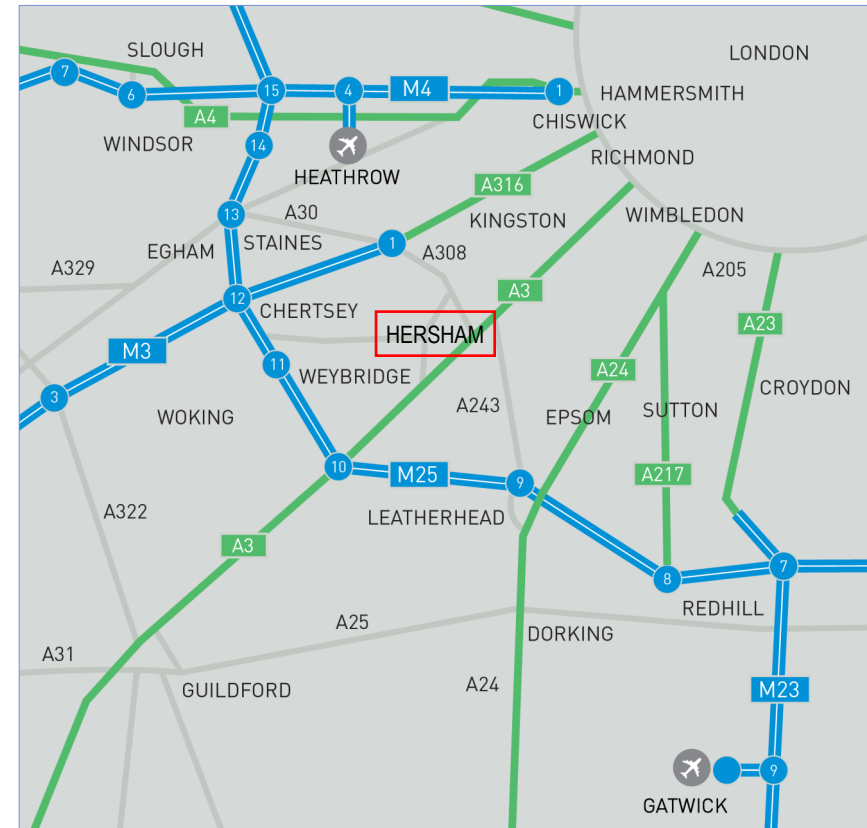 SLOUGH
LONDON
7
6
15
4
M4
1
HAMMERSMITH
A4
CHISWICK
WINDSOR
14
RICHMOND
HEATHROW
A316
13
A30
KINGSTON
WIMBLEDON
STAINES
EGHAM
1
A308
A329
A205
12
CHERTSEY
A3
A23
HERSHAM
M3
11
WEYBRIDGE
A24
CROYDON
3
WOKING
A243
EPSOM
SUTTON
10
M25
9
A217
A322
LEATHERHEAD
A3
7
8
REDHILL
A25
DORKING
A31
A24
GUILDFORD
M23
9
GATWICK